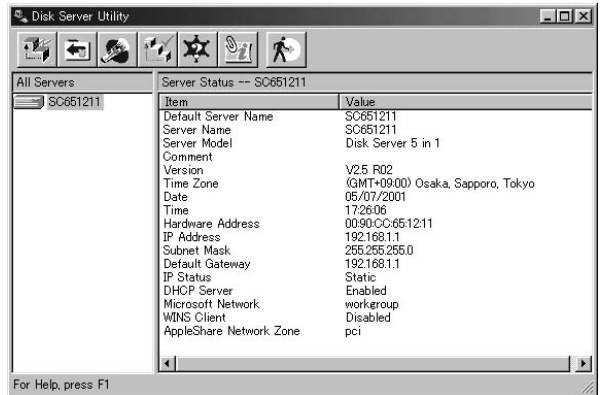 Disk Server Utility
All Servers
Server Status -- SC651211
SC651211
Item Value
Default Server Name SC651211
Server Name SC651211
Server Model Disk Server 5 in 1
Comment
Version V2.5 R02
Time Zone (GMT+09:00) Osaka, Sapporo, Tokyo
Date 05/07/2001
Time 17:26:06
Hardware Address 00:90:CC:65:12:11
IP Address 192.168.1.1
Subnet Mask 255.255.255.0
Default Gateway 192.168.1.1
IP Status Static
DHCP Server Enabled
Microsoft Network workgroup
WINS Client Disabled
AppleShare Network Zone pci
For Help, press F1